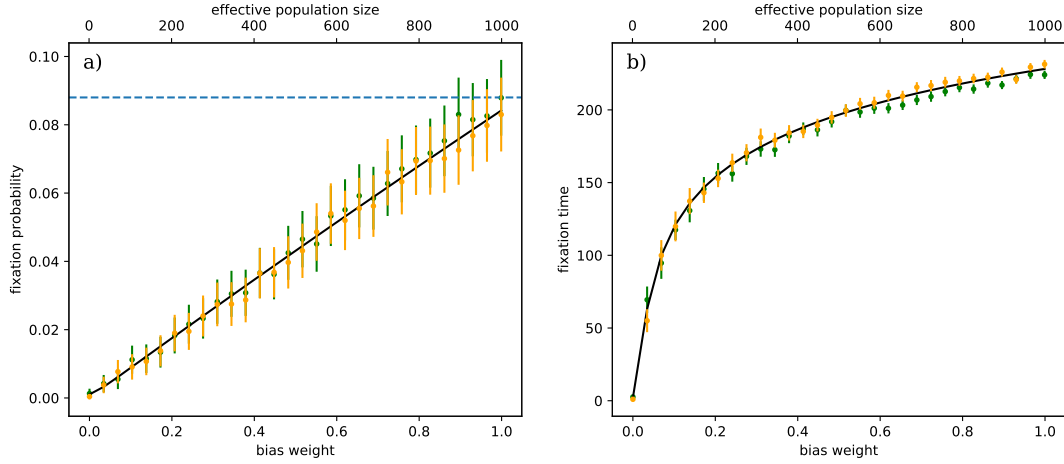 effective population size
0 200 400 600 800 1000
a)
0.10
0.08
0.06
0.04
0.02
0.00
fixation probability
0.0 0.2 0.4 0.6 0.8 1.0
bias weight
effective population size
0 200 400 600 800 1000
b)
200
150
100
50
0
fixation time
0.0 0.2 0.4 0.6 0.8 1.0
bias weight